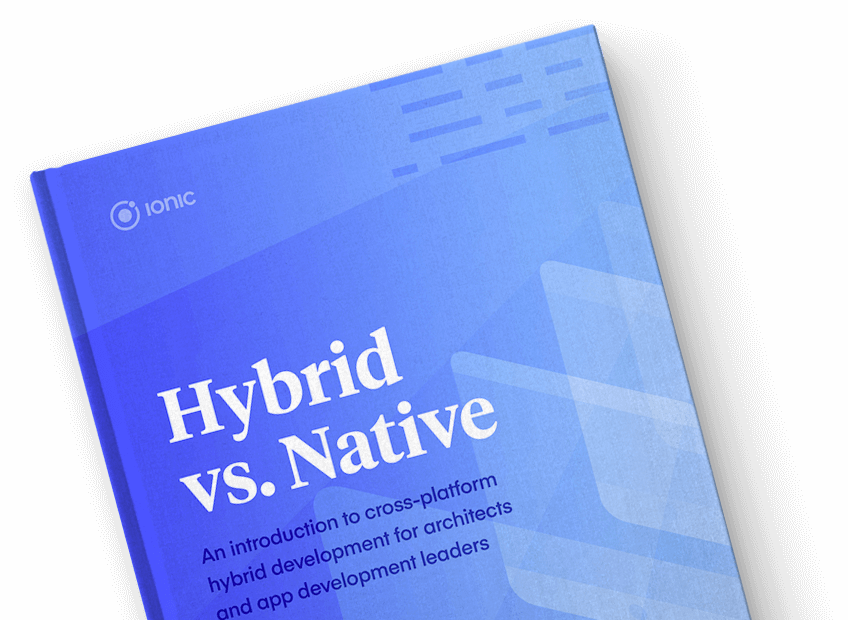 IONIC
Hybrid
vs. Native
An introduction to cross-platform
hybrid development for architects
and app development leaders